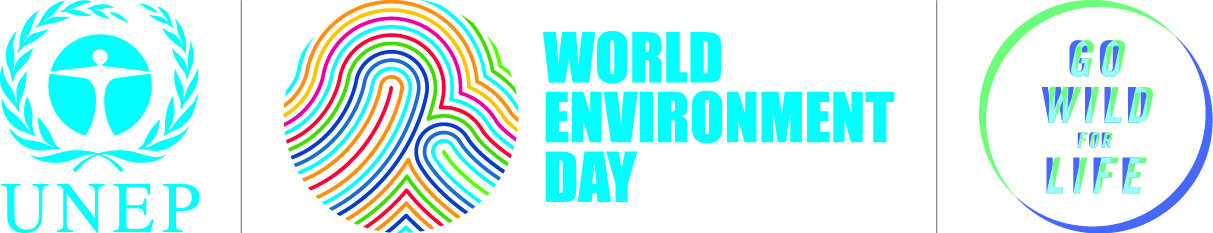 UNEP
WORLD
ENVIRONMENT
DAY
GO
WILD
FOR
LIFE